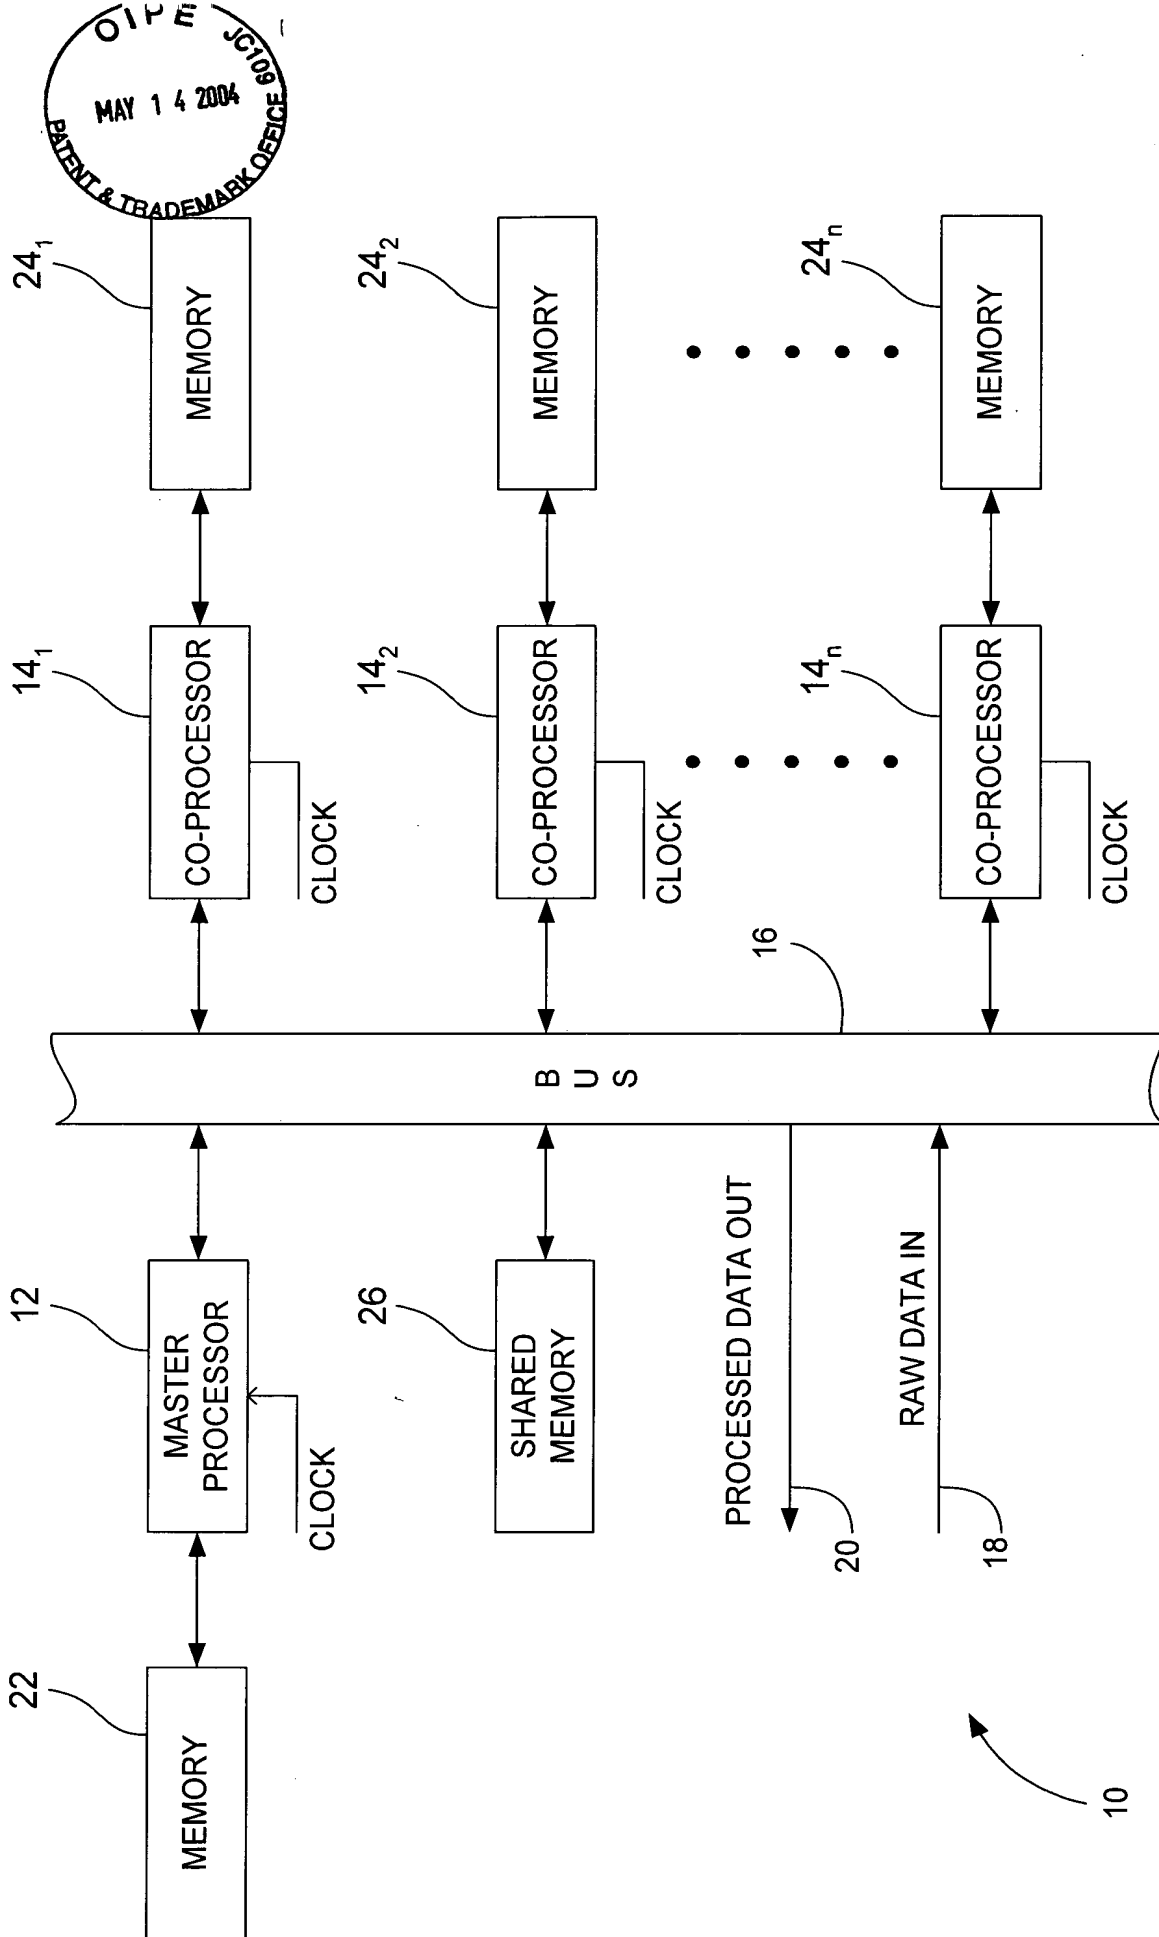 OIPE JC109
MAY 14 2004
PATENT & TRADEMARK OFFICE
22
MEMORY
12
MASTER
PROCESSOR
CLOCK
14₁
CO-PROCESSOR
CLOCK
24₁
MEMORY
26
SHARED
MEMORY
BUS
16
14₂
CO-PROCESSOR
CLOCK
24₂
MEMORY
PROCESSED DATA OUT
20
RAW DATA IN
18
14ₙ
CO-PROCESSOR
CLOCK
24ₙ
MEMORY
10